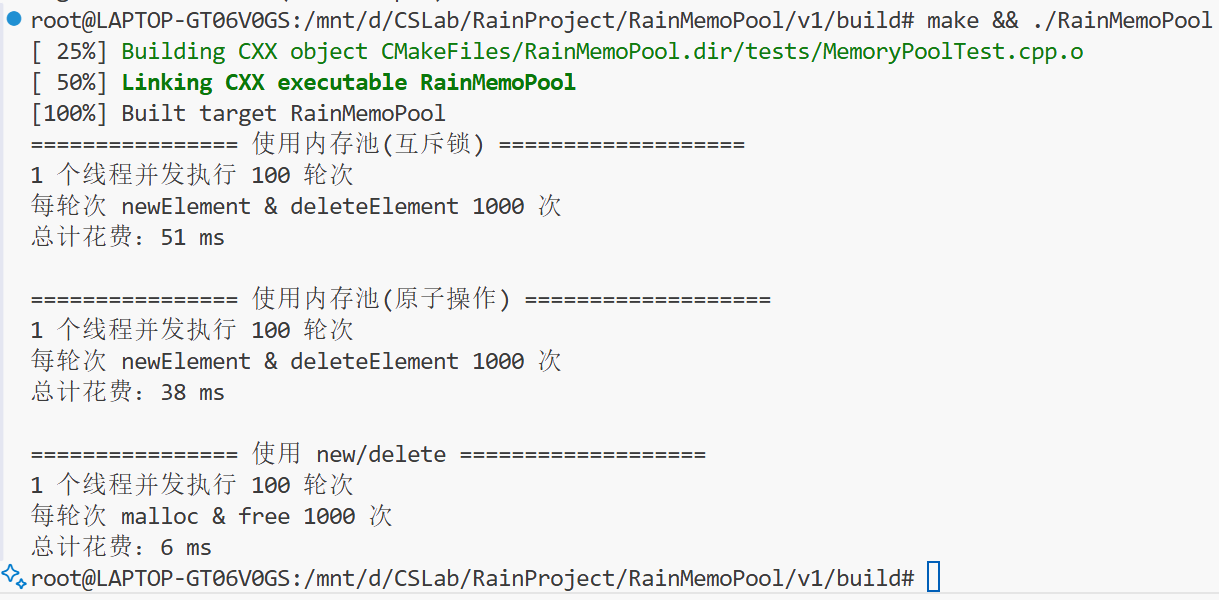 root@LAPTOP-GT06V0GS:/mnt/d/CSLab/RainProject/RainMemoPool/v1/build# make && ./RainMemoPool
[ 25%] Building CXX object CMakeFiles/RainMemoPool.dir/tests/MemoryPoolTest.cpp.o
[ 50%] Linking CXX executable RainMemoPool
[100%] Built target RainMemoPool
================ 使用内存池(互斥锁) ===================
1 个线程并发执行 100 轮次
每轮次 newElement & deleteElement 1000 次
总计花费: 51 ms
================ 使用内存池(原子操作) ===================
1 个线程并发执行 100 轮次
每轮次 newElement & deleteElement 1000 次
总计花费: 38 ms
================ 使用 new/delete ===================
1 个线程并发执行 100 轮次
每轮次 malloc & free 1000 次
总计花费: 6 ms
root@LAPTOP-GT06V0GS:/mnt/d/CSLab/RainProject/RainMemoPool/v1/build#